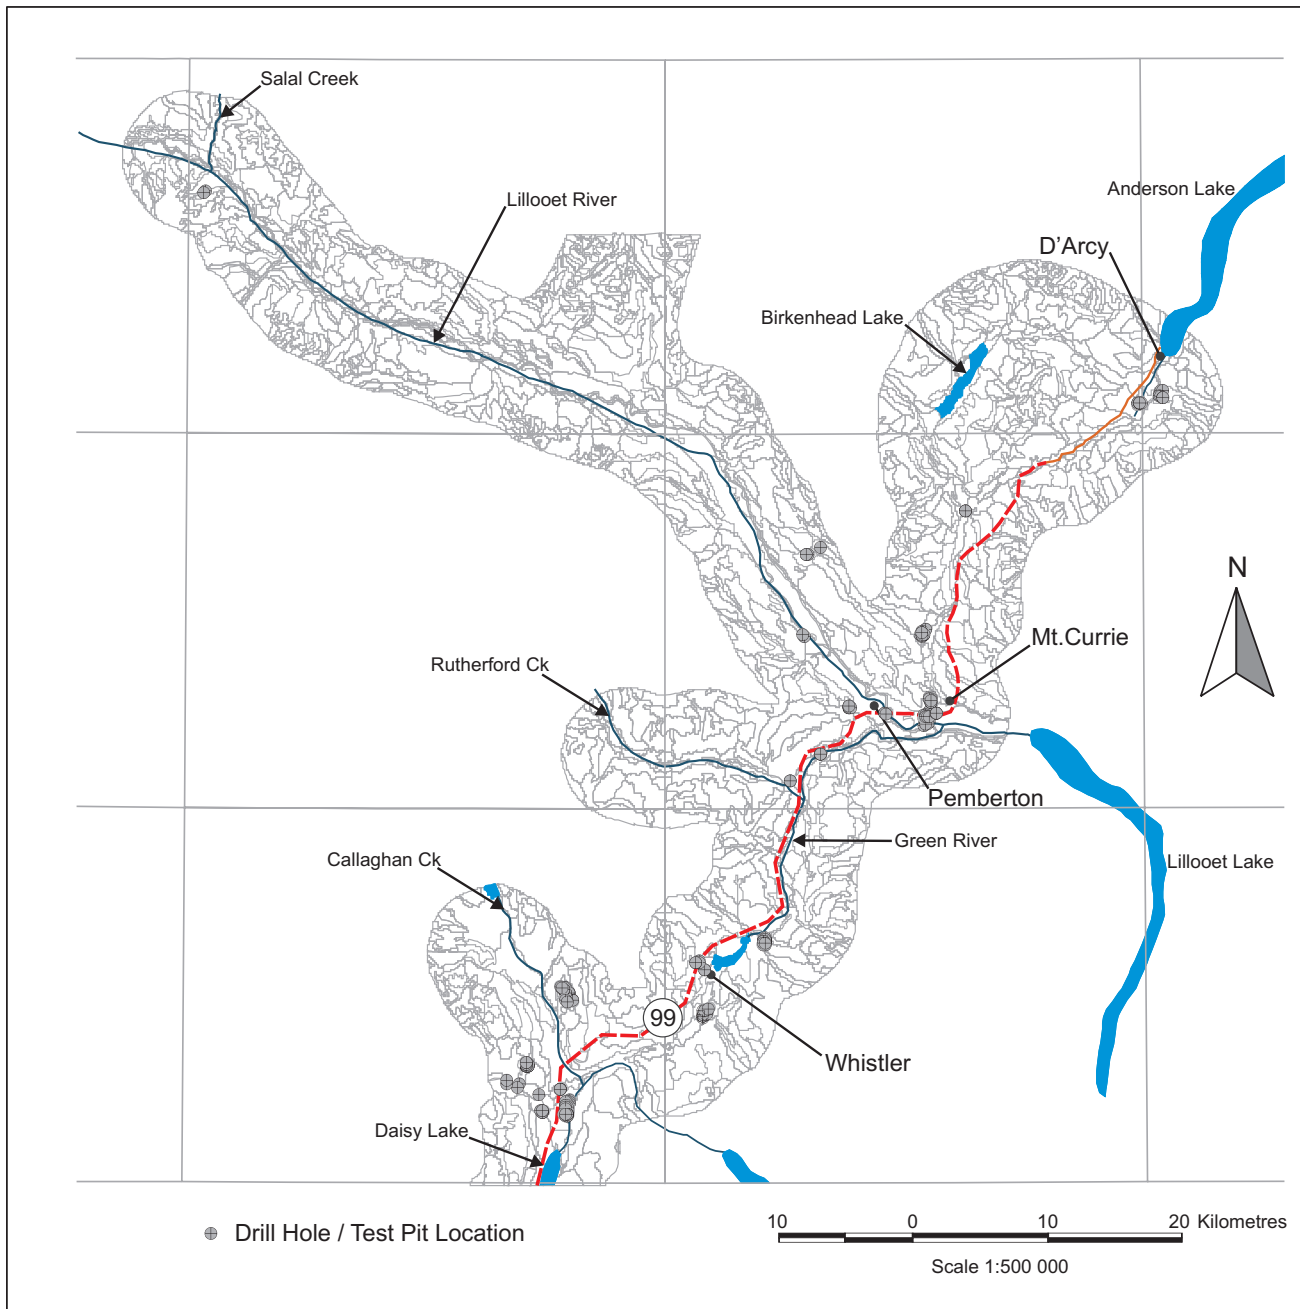 Salal Creek
Lillooet River
Anderson Lake
D'Arcy
Birkenhead Lake
N
Mt.Currie
Rutherford Ck
Pemberton
Green River
Callaghan Ck
Lillooet Lake
99
Whistler
Daisy Lake
Drill Hole / Test Pit Location
10 0 10 20 Kilometres
Scale 1:500 000